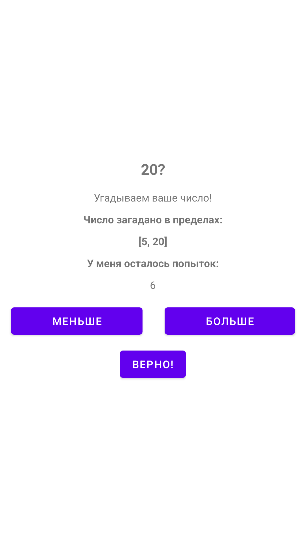 20?
Угадываем ваше число!
Число загадано в пределах:
[5, 20]
У меня осталось попыток:
6
МЕНЬШЕ
БОЛЬШЕ
ВЕРНО!